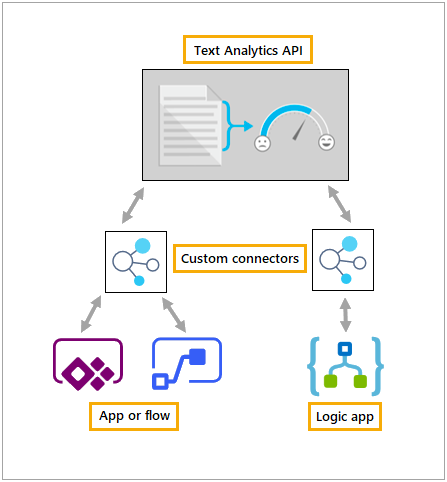 Text Analytics API
Custom connectors
App or flow
Logic app